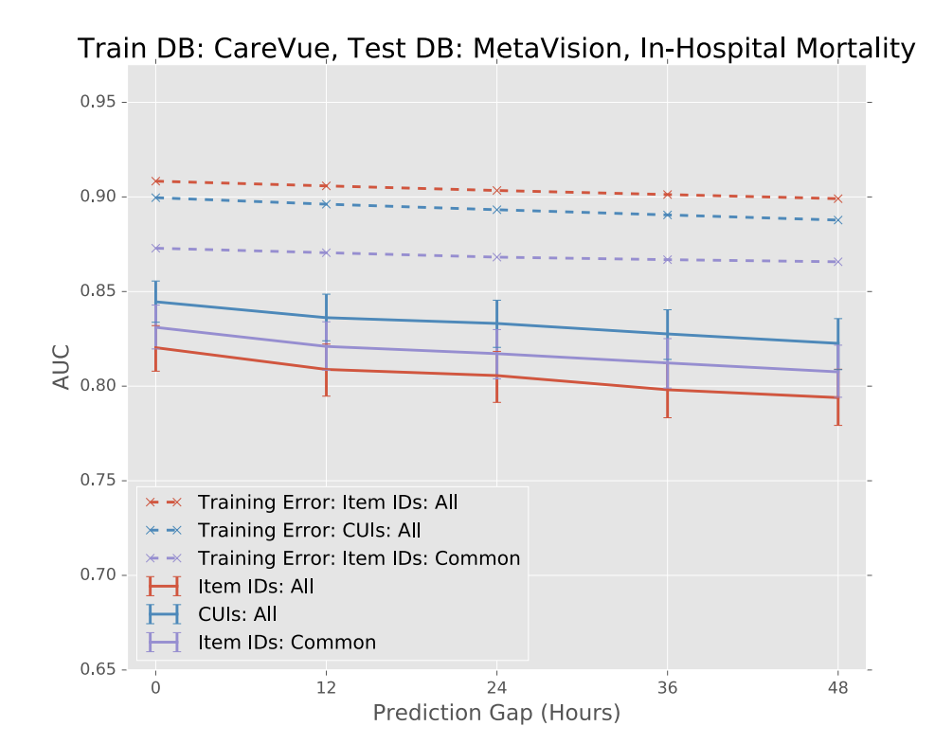 Train DB: CareVue, Test DB: MetaVision, In-Hospital Mortality
0.95
0.90
0.85
0.80
0.75
0.70
0.65
AUC
Training Error: Item IDs: All
Training Error: CUIs: All
Training Error: Item IDs: Common
Item IDs: All
CUIs: All
Item IDs: Common
0 12 24 36 48
Prediction Gap (Hours)